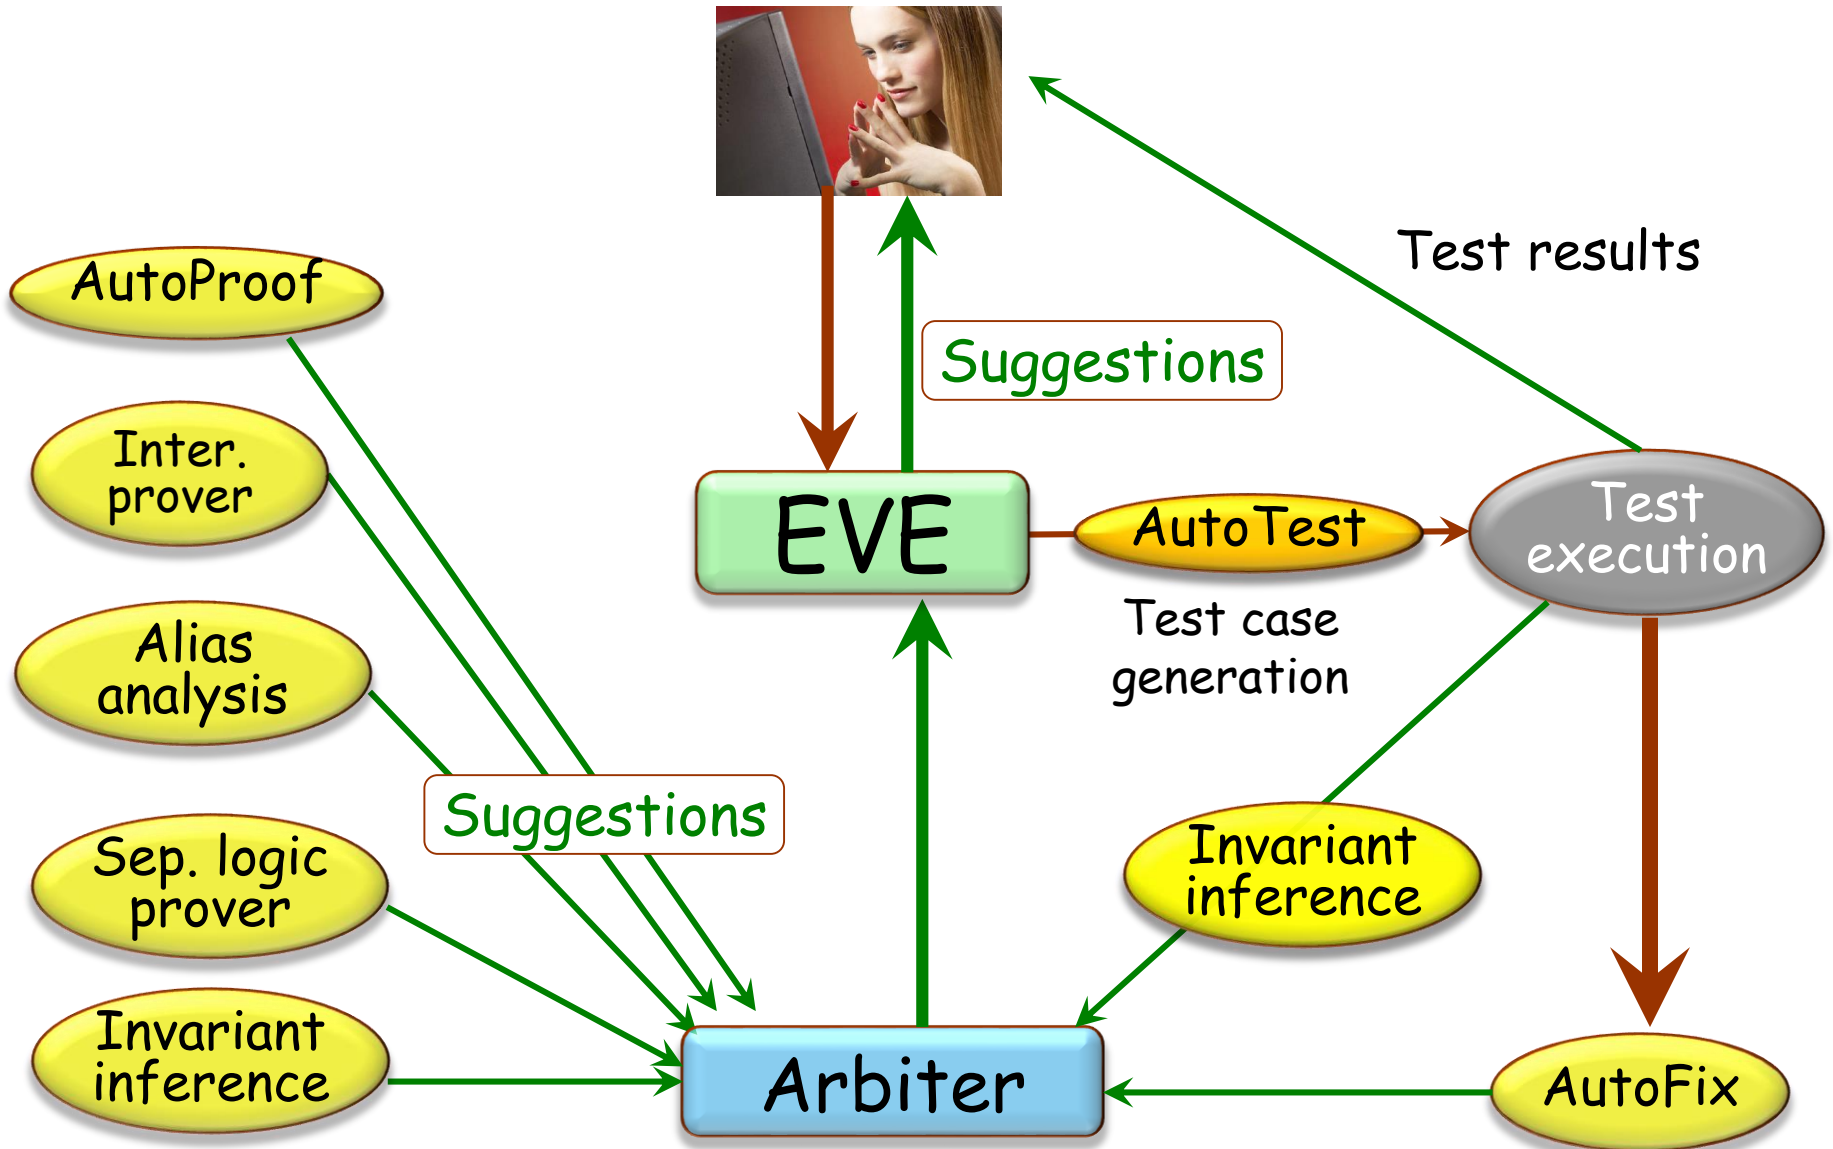 Test results
AutoProof
Suggestions
Inter.
prover
EVE
AutoTest
Test
execution
Test case
generation
Alias
analysis
Suggestions
Sep. logic
prover
Invariant
inference
Invariant
inference
Arbiter
AutoFix